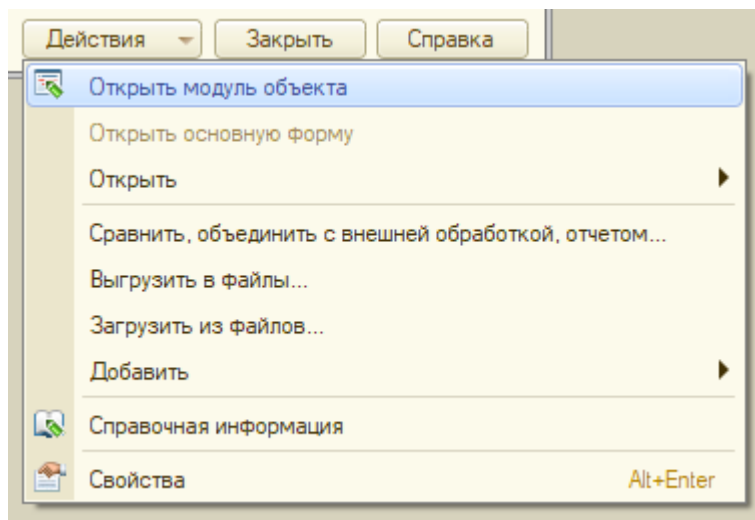 Действия Закрыть Справка
Открыть модуль объекта
Открыть основную форму
Открыть
Сравнить, объединить с внешней обработкой, отчетом...
Выгрузить в файлы...
Загрузить из файлов...
Добавить
Справочная информация
Свойства Alt+Enter